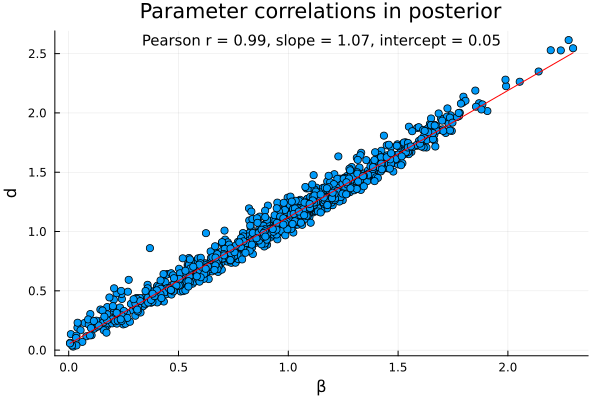 Parameter correlations in posterior
Pearson r = 0.99, slope = 1.07, intercept = 0.05
2.5
2.0
1.5
1.0
0.5
0.0
d
0.0 0.5 1.0 1.5 2.0
β